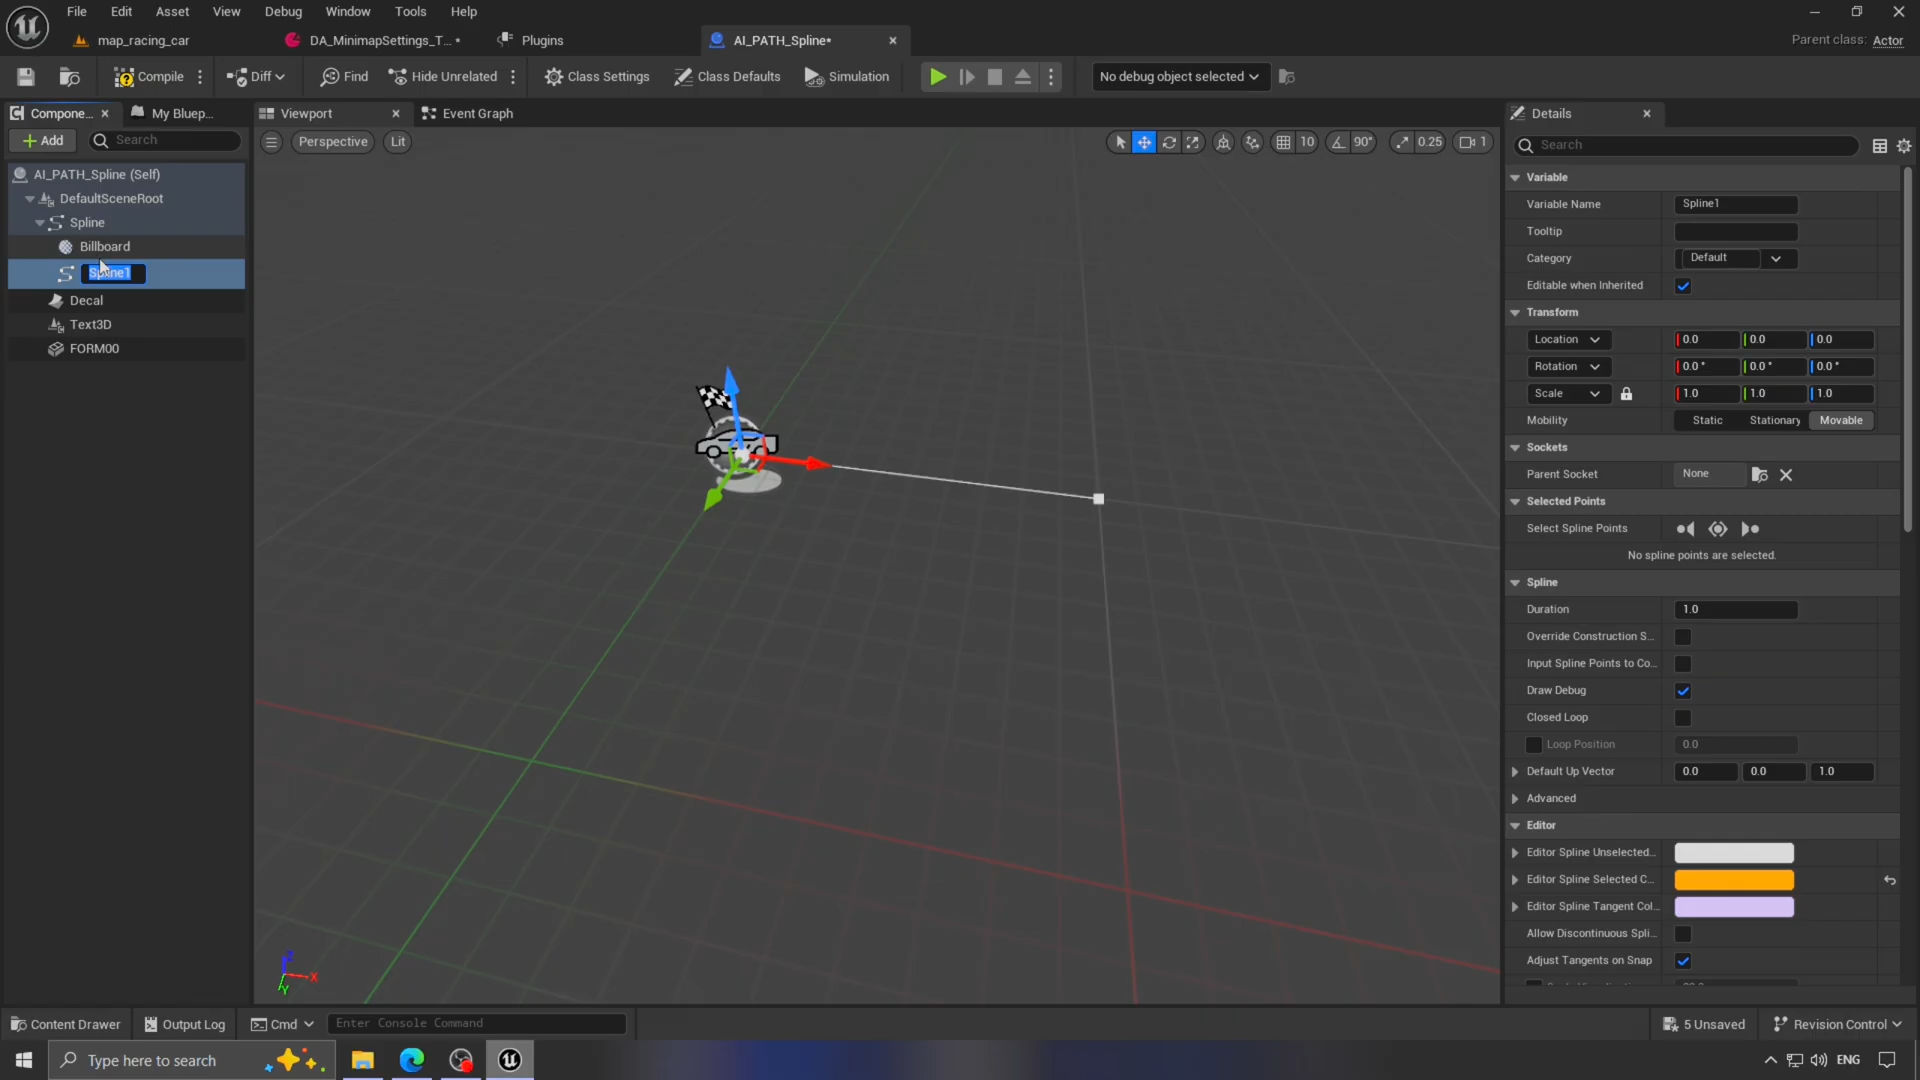 File Edit Asset View Debug Window Tools Help
map_racing_car
DA_MinimapSettings_T... •
Plugins
AI_PATH_Spline*
Parent class: Actor
Compile
Diff
Find
Hide Unrelated
Class Settings
Class Defaults
Simulation
No debug object selected
Compone...
My Bluep...
Viewport
Event Graph
Details
Add
Search
Perspective
Lit
10
90°
0.25
1
Search
AI_PATH_Spline (Self)
DefaultSceneRoot
Spline
Billboard
Spline1
Decal
Text3D
FORM00
Variable
Variable Name Spline1
Tooltip
Category Default
Editable when Inherited
Transform
Location 0.0 0.0 0.0
Rotation 0.0 ° 0.0 ° 0.0 °
Scale 1.0 1.0 1.0
Mobility Static Stationary Movable
Sockets
Parent Socket None
Selected Points
Select Spline Points
No spline points are selected.
Spline
Duration 1.0
Override Construction S...
Input Spline Points to Co...
Draw Debug
Closed Loop
Loop Position 0.0
Default Up Vector 0.0 0.0 1.0
Advanced
Editor
Editor Spline Unselected...
Editor Spline Selected C...
Editor Spline Tangent Col...
Allow Discontinuous Spli...
Adjust Tangents on Snap
Z
X
Y
Content Drawer
Output Log
Cmd
Enter Console Command
5 Unsaved
Revision Control
Type here to search
ENG